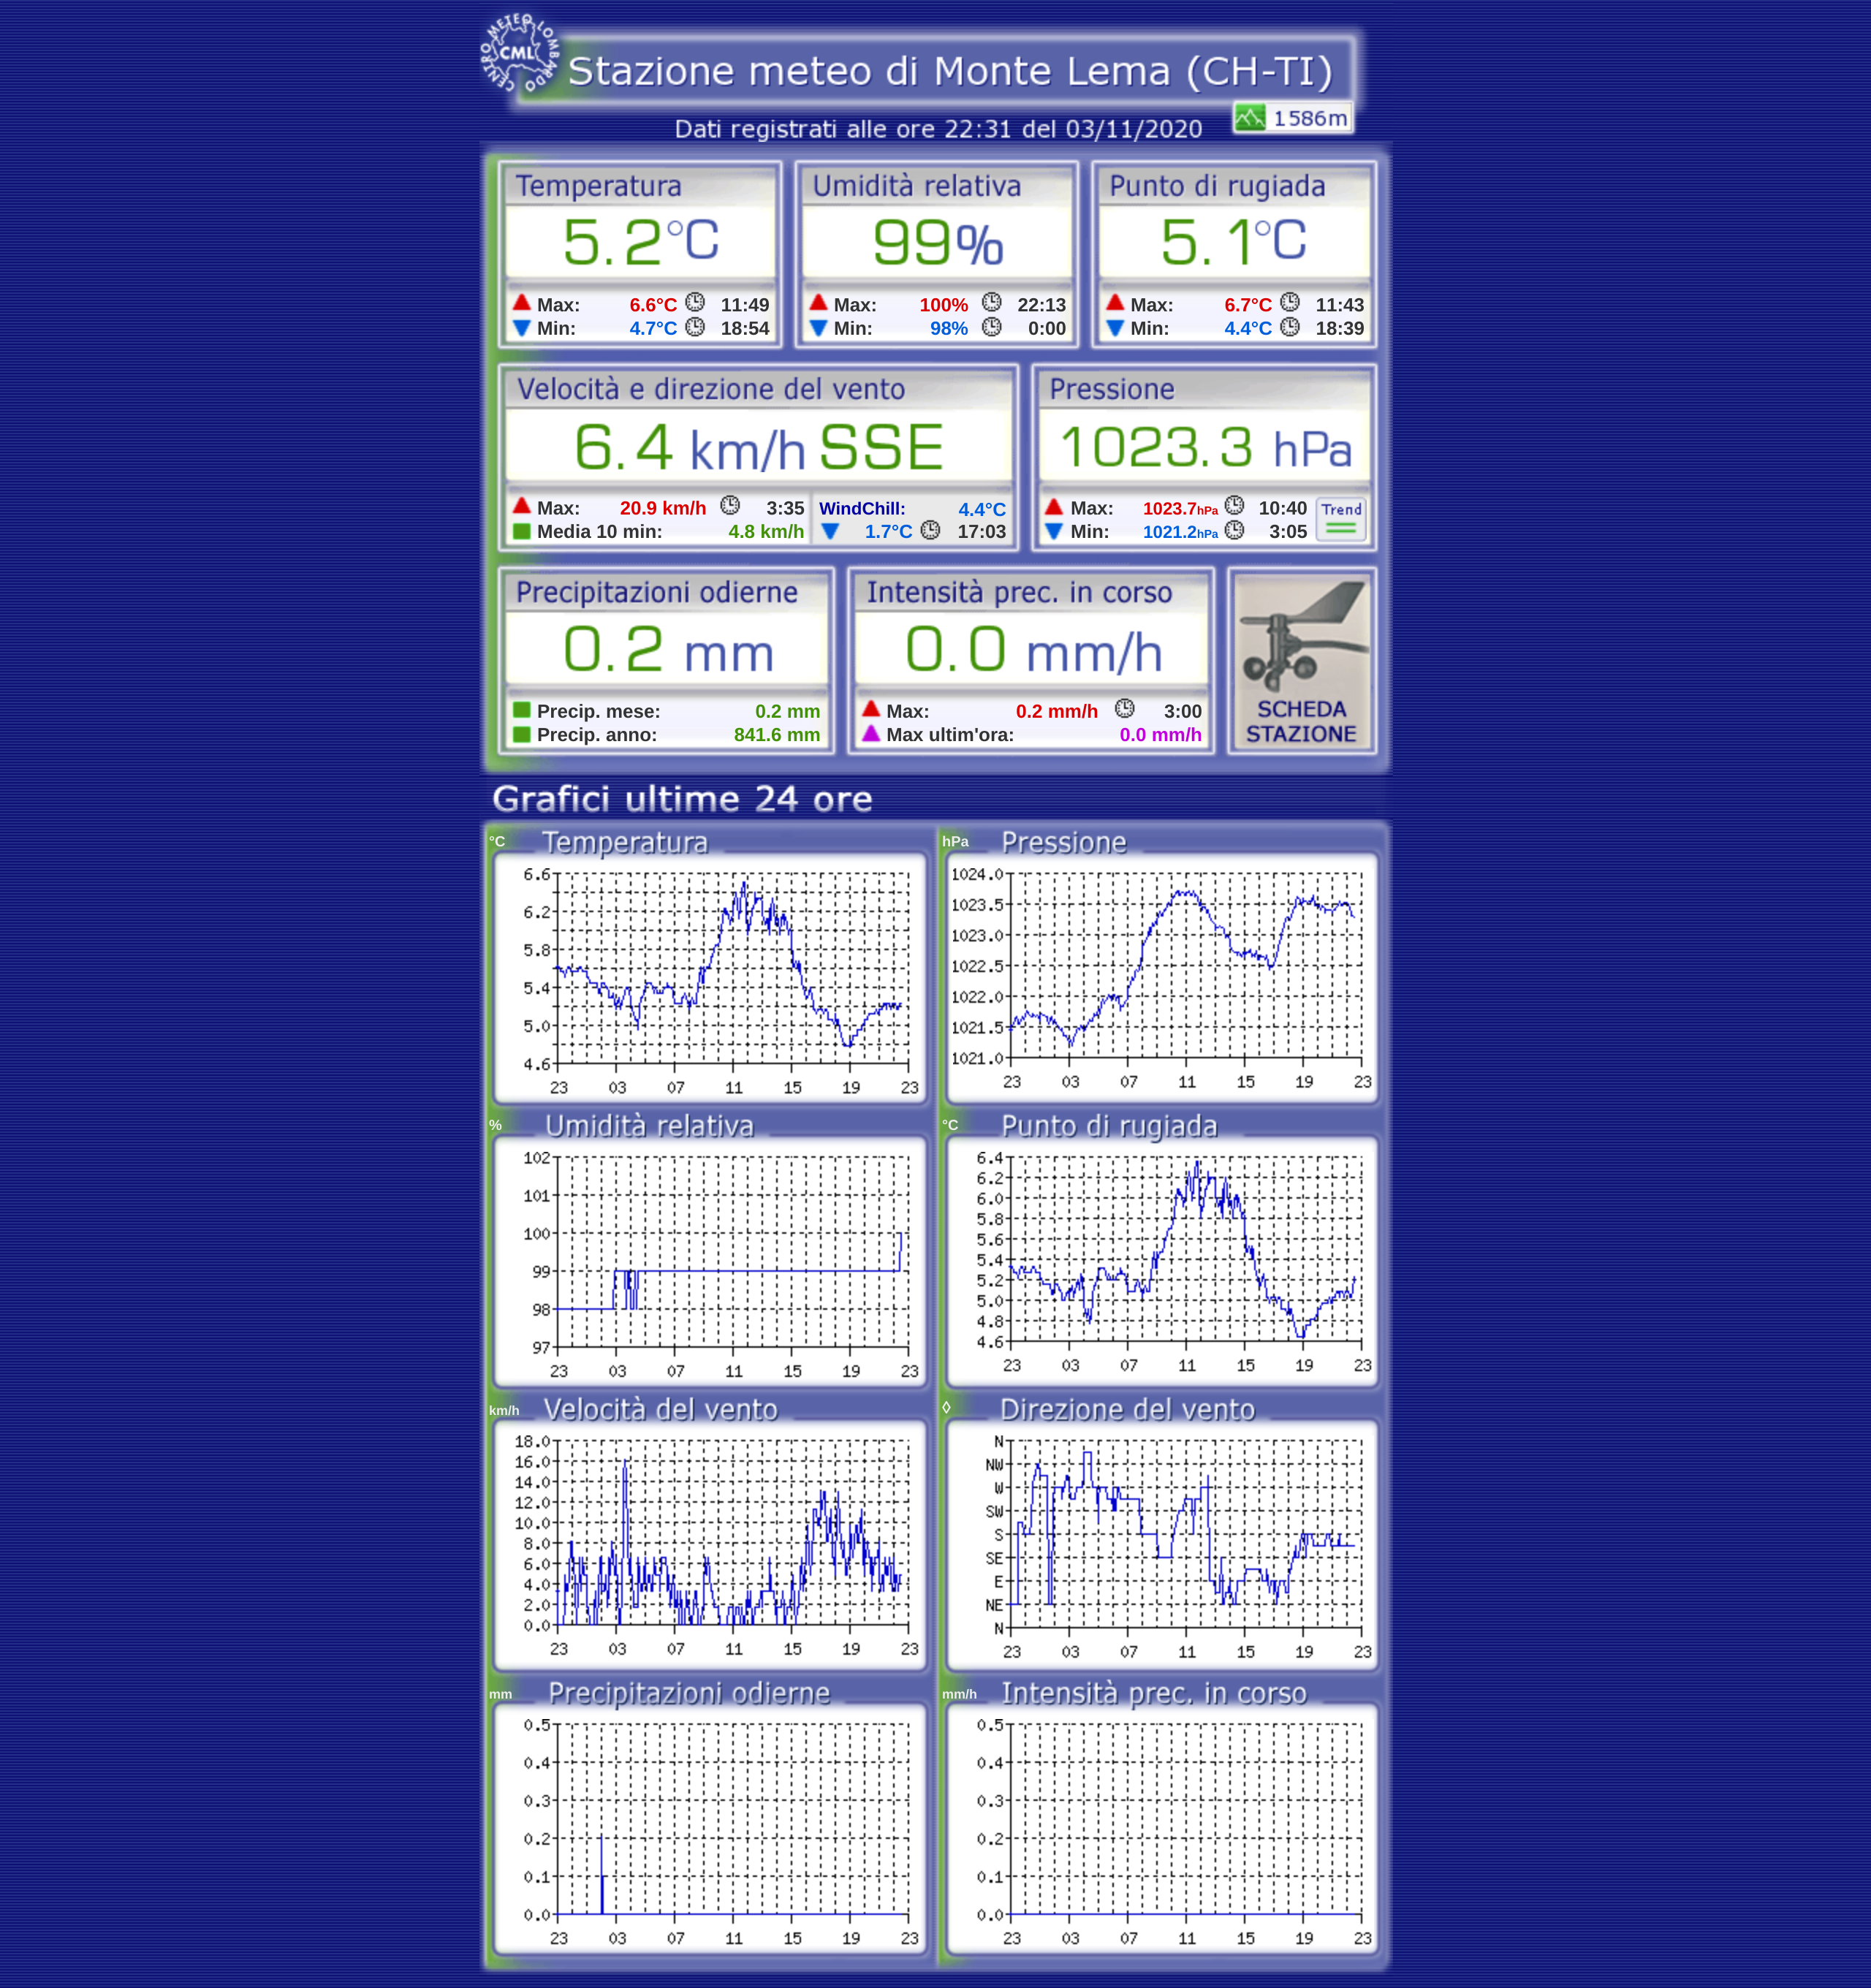 CENTRO METEO LOMBARDO
CML
Stazione meteo di Monte Lema (CH-TI)
1586m
Dati registrati alle ore 22:31 del 03/11/2020
Temperatura
5.2°C
Max: 6.6°C 11:49
Min: 4.7°C 18:54
Umidità relativa
99%
Max: 100% 22:13
Min: 98% 0:00
Punto di rugiada
5.1°C
Max: 6.7°C 11:43
Min: 4.4°C 18:39
Velocità e direzione del vento
6.4 km/h SSE
Max: 20.9 km/h 3:35
Media 10 min: 4.8 km/h
WindChill: 4.4°C
1.7°C 17:03
Pressione
1023.3 hPa
Max: 1023.7hPa 10:40
Min: 1021.2hPa 3:05
Trend
Precipitazioni odierne
0.2 mm
Precip. mese: 0.2 mm
Precip. anno: 841.6 mm
Intensità prec. in corso
0.0 mm/h
Max: 0.2 mm/h 3:00
Max ultim'ora: 0.0 mm/h
SCHEDA
STAZIONE
Grafici ultime 24 ore
°C Temperatura
6.6
6.2
5.8
5.4
5.0
4.6
23 03 07 11 15 19 23
hPa Pressione
1024.0
1023.5
1023.0
1022.5
1022.0
1021.5
1021.0
23 03 07 11 15 19 23
% Umidità relativa
102
101
100
99
98
97
23 03 07 11 15 19 23
°C Punto di rugiada
6.4
6.2
6.0
5.8
5.6
5.4
5.2
5.0
4.8
4.6
23 03 07 11 15 19 23
km/h Velocità del vento
18.0
16.0
14.0
12.0
10.0
8.0
6.0
4.0
2.0
0.0
23 03 07 11 15 19 23
◊ Direzione del vento
N
NW
W
SW
S
SE
E
NE
N
23 03 07 11 15 19 23
mm Precipitazioni odierne
0.5
0.4
0.3
0.2
0.1
0.0
23 03 07 11 15 19 23
mm/h Intensità prec. in corso
0.5
0.4
0.3
0.2
0.1
0.0
23 03 07 11 15 19 23